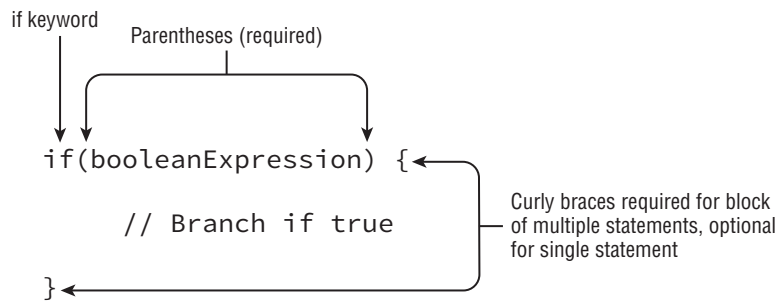 if keyword
Parentheses (required)
if(booleanExpression) {
Curly braces required for block
of multiple statements, optional
for single statement
// Branch if true
}